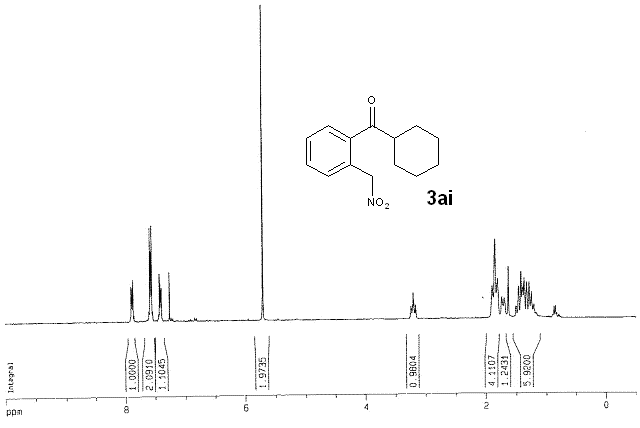 O
NO2
3ai
Integral
1.0000
2.0910
1.1045
1.9735
0.9804
4.1107
1.2431
5.9200
ppm 8 6 4 2 0